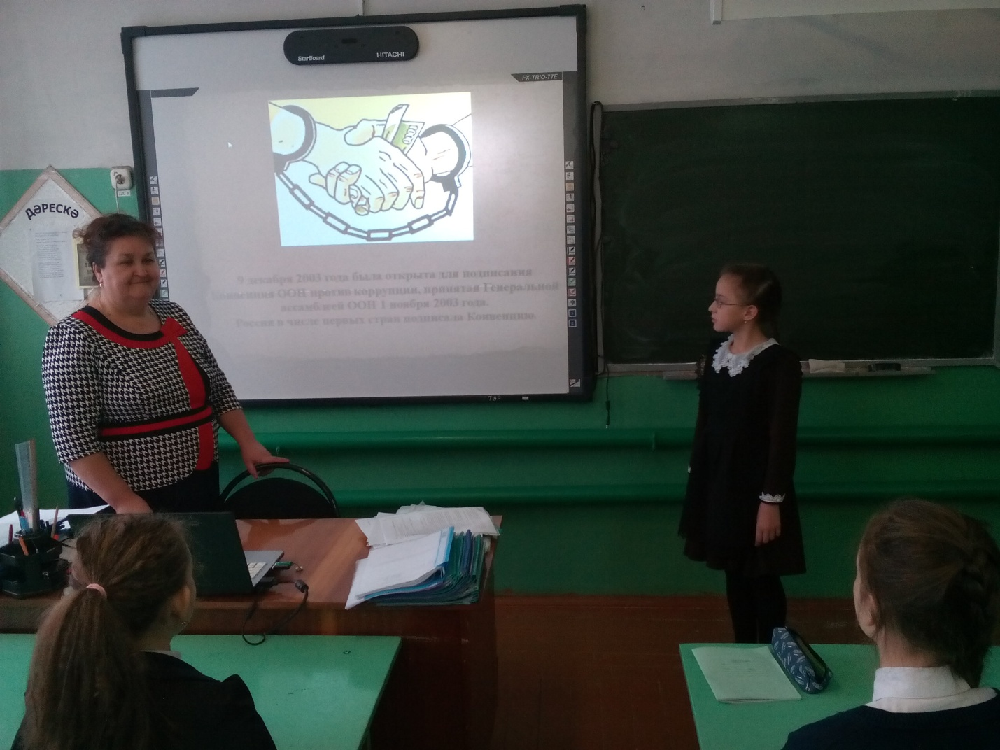 StarBoard
HITACHI
FX-TRIO-77E
ДӘРЕСКӘ
9 декабря 2003 года была открыта для подписания
Конвенция ООН против коррупции, принятая Генеральной
ассамблеей ООН 1 ноября 2003 года.
Россия в числе первых стран подписала Конвенцию.